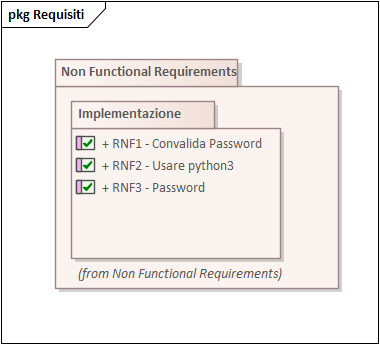 pkg Requisiti
Non Functional Requirements
Implementazione
+ RNF1 - Convalida Password
+ RNF2 - Usare python3
+ RNF3 - Password
(from Non Functional Requirements)